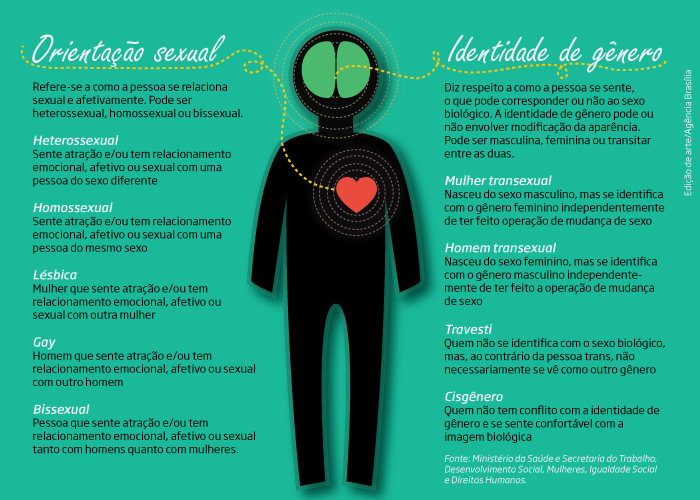 Orientação sexual
Refere-se a como a pessoa se relaciona
sexual e afetivamente. Pode ser
heterossexual, homossexual ou bissexual.
Heterossexual
Sente atração e/ou tem relacionamento
emocional, afetivo ou sexual com uma
pessoa do sexo diferente
Homossexual
Sente atração e/ou tem relacionamento
emocional, afetivo ou sexual com uma
pessoa do mesmo sexo
Lésbica
Mulher que sente atração e/ou tem
relacionamento emocional, afetivo ou
sexual com outra mulher
Gay
Homem que sente atração e/ou tem
relacionamento emocional, afetivo ou sexual
com outro homem
Bissexual
Pessoa que sente atração e/ou tem
relacionamento emocional, afetivo ou sexual
tanto com homens quanto com mulheres.
Identidade de gênero
Diz respeito a como a pessoa se sente,
o que pode corresponder ou não ao sexo
biológico. A identidade de gênero pode ou
não envolver modificação da aparência.
Pode ser masculina, feminina ou transitar
entre as duas.
Mulher transexual
Nasceu do sexo masculino, mas se identifica
com o gênero feminino independentemente
de ter feito operação de mudança de sexo
Homem transexual
Nasceu do sexo feminino, mas se identifica
com o gênero masculino independente-
mente de ter feito a operação de mudança
de sexo
Travesti
Quem não se identifica com o sexo biológico,
mas, ao contrário da pessoa trans, não
necessariamente se vê como outro gênero
Cisgênero
Quem não tem conflito com a identidade de
gênero e se sente confortável com a
imagem biológica
Fonte: Ministério da Saúde e Secretaria do Trabalho,
Desenvolvimento Social, Mulheres, Igualdade Social
e Direitos Humanos.
Edição de arte/Agência Brasília